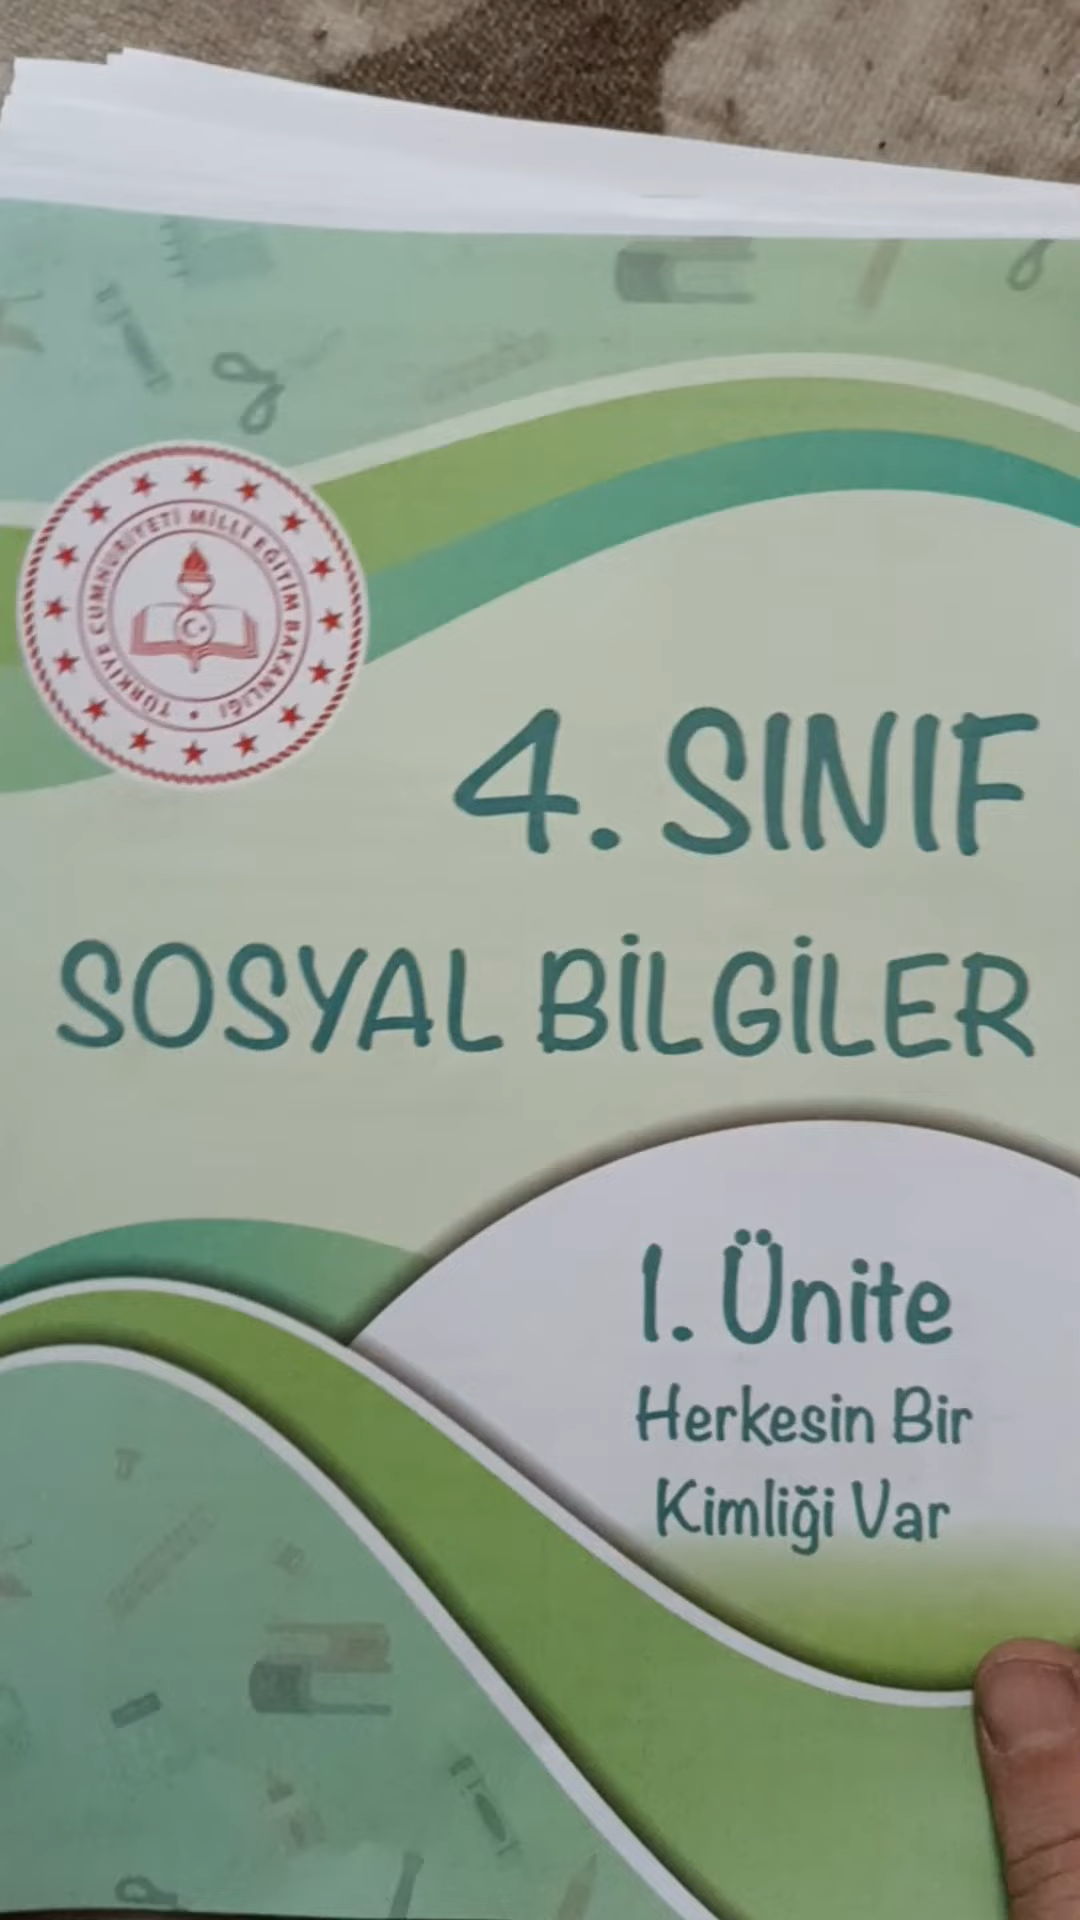 TÜRKİYE CUMHURİYETİ MİLLÎ EĞİTİM BAKANLIĞI
4. SINIF
SOSYAL BİLGİLER
1. Ünite
Herkesin Bir
Kimliği Var